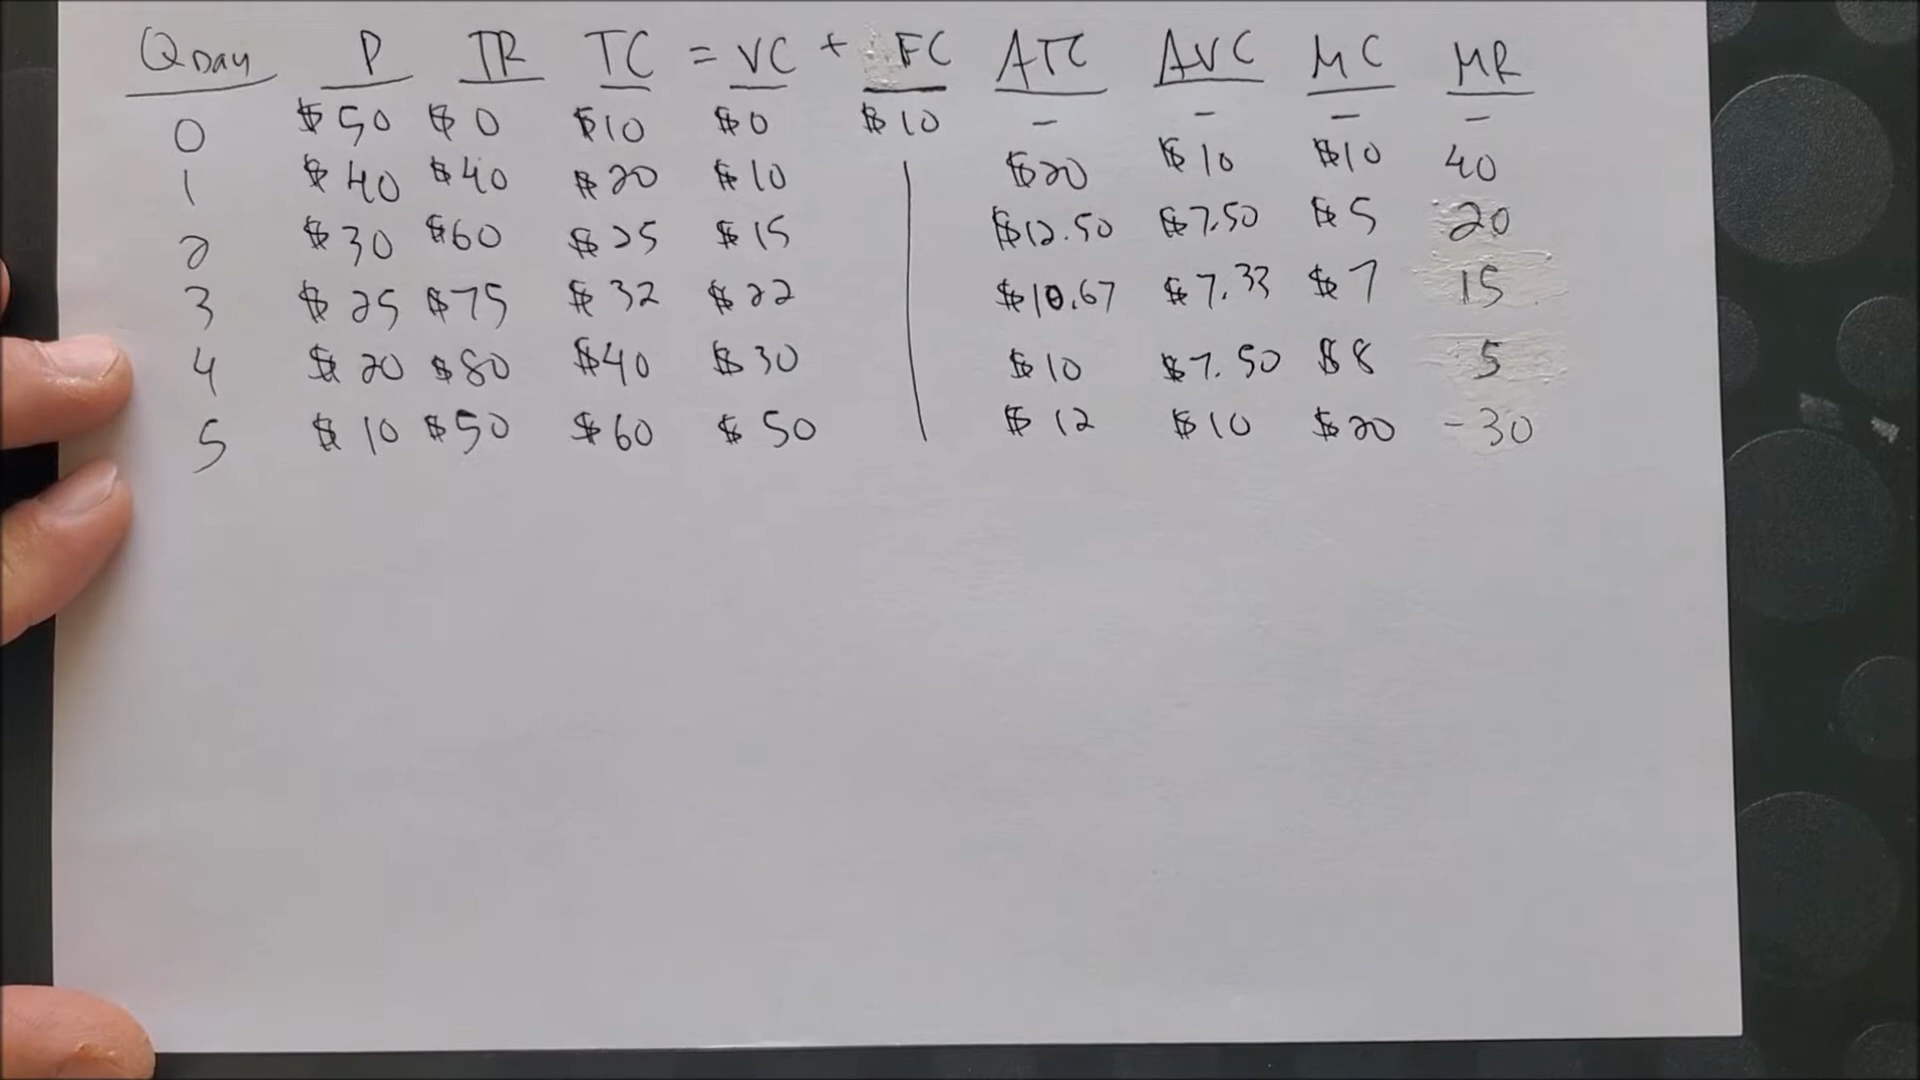 QDay P TR TC = VC + FC ATC AVC MC MR
0 $50 $0 $10 $0 $10 - - - -
1 $40 $40 $20 $10 $20 $10 $10 40
2 $30 $60 $25 $15 $12.50 $7.50 $5 20
3 $25 $75 $32 $22 $10.67 $7.33 $7 15
4 $20 $80 $40 $30 $10 $7.50 $8 5
5 $10 $50 $60 $50 $12 $10 $20 -30